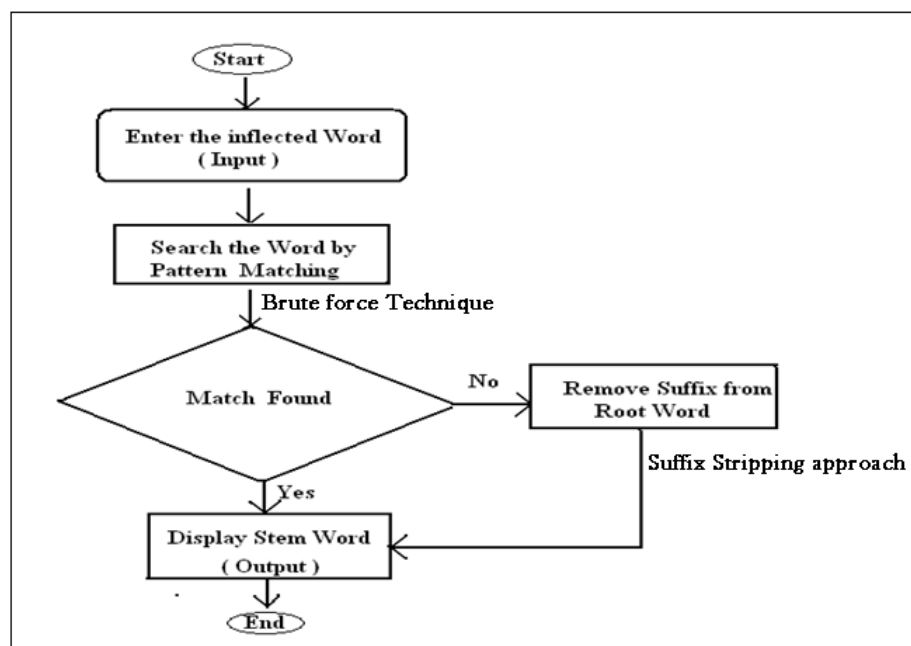 Start
Enter the inflected Word
( Input )
Search the Word by
Pattern Matching
Brute force Technique
Match Found
No
Remove Suffix from
Root Word
Suffix Stripping approach
Yes
Display Stem Word
( Output )
End